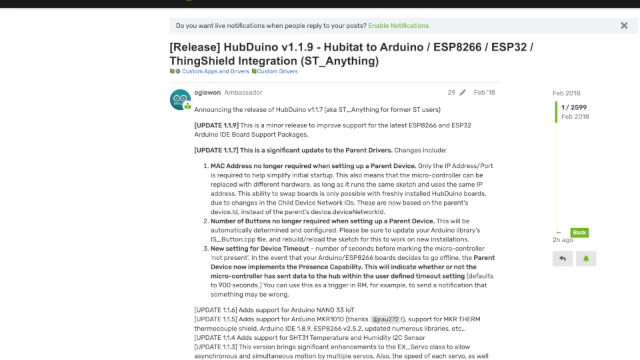 Do you want live notifications when people reply to your posts? Enable Notifications
[Release] HubDuino v1.1.9 - Hubitat to Arduino / ESP8266 / ESP32 /
ThingShield Integration (ST_Anything)
Custom Apps and Drivers Custom Drivers
ogiewon Ambassador
29 Feb '18
Announcing the release of HubDuino v1.1.7 (aka ST_Anything for former ST users)
[UPDATE 1.1.9] This is a minor release to improve support for the latest ESP8266 and ESP32
Arduino IDE Board Support Packages.
[UPDATE 1.1.7] This is a significant update to the Parent Drivers. Changes include:
1. MAC Address no longer required when setting up a Parent Device. Only the IP Address/Port
is required to help simplify initial startup. This also means that the micro-controller can be
replaced with different hardware, as long as it runs the same sketch and uses the same IP
address. This ability to swap boards is only possible with freshly installed HubDuino boards,
due to changes in the Child Device Network IDs. These are now based on the parent's
device.Id, instead of the parent's device.deviceNetworkId.
2. Number of Buttons no longer required when setting up a Parent Device. This will be
automatically determined and configured. Please be sure to update your Arduino library's
IS_Button.cpp file, and rebuild/reload the sketch for this to work on new installations.
3. New setting for Device Timeout - number of seconds before marking the micro-controller
'not present'. In the event that your Arduino/ESP8266 boards decides to go offline, the Parent
Device now implements the Presence Capability. This will indicate whether or not the
micro-controller has sent data to the hub within the user defined timeout setting (defaults
to 900 seconds.) You can use this as a trigger in RM, for example, to send a notification that
something may be wrong.
[UPDATE 1.1.6] Adds support for Arduino NANO 33 IoT
[UPDATE 1.1.5] Adds support for Arduino MKR1010 (thanks @jrau272 !), support for MKR THERM
thermocouple shield, Arduino IDE 1.8.9, ESP8266 v2.5.2, updated numerous libraries, etc..
[UPDATE 1.1.4 Adds support for SHT31 Temperature and Humidity I2C Sensor
[UPDATE 1.1.3] This version brings significant enhancements to the EX_Servo class to allow
asynchronous and simultaneous motion by multiple servos. Also, the speed of each servo, as well
Feb 2018
1 / 2599
Feb 2018
Back
2h ago